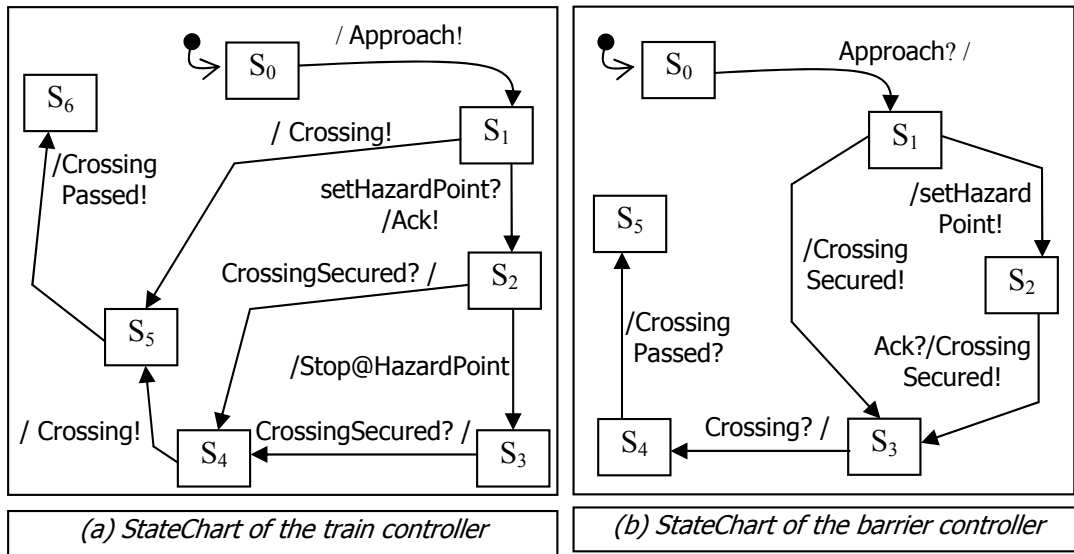 / Approach!
S0
S6
S1
/ Crossing!
/Crossing
Passed!
setHazardPoint?
/Ack!
CrossingSecured? /
S2
S5
/Stop@HazardPoint
/ Crossing!
S4
CrossingSecured? /
S3
(a) StateChart of the train controller
Approach? /
S0
S1
/setHazard
Point!
S5
/Crossing
Secured!
S2
/Crossing
Passed?
Ack?/Crossing
Secured!
Crossing? /
S4
S3
(b) StateChart of the barrier controller